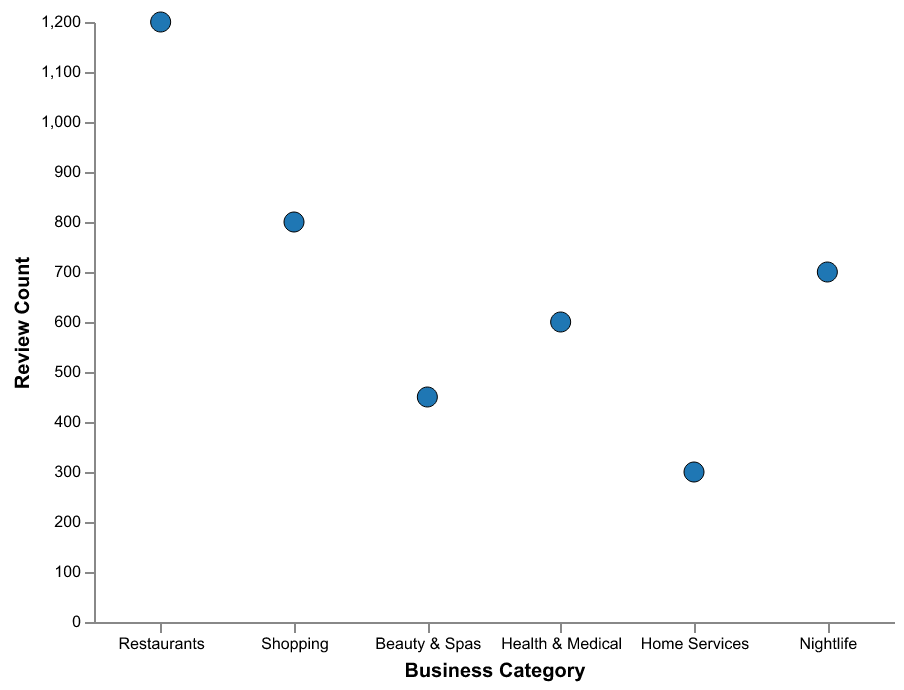 1,200
1,100
1,000
900
800
700
600
500
400
300
200
100
0
Review Count
Restaurants
Shopping
Beauty & Spas
Health & Medical
Home Services
Nightlife
Business Category